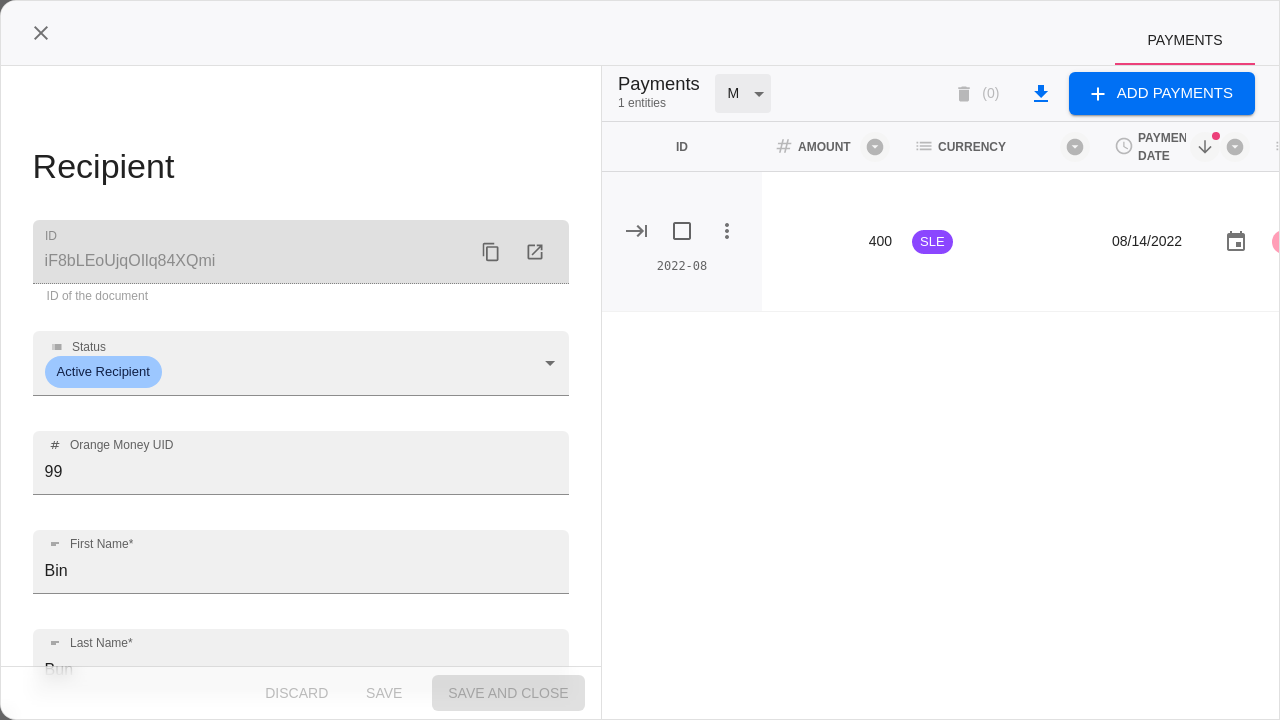 PAYMENTS
Recipient
ID
iF8bLEoUjqOIlq84XQmi
ID of the document
Status
Active Recipient
Orange Money UID
99
First Name*
Bin
Last Name*
Bun
DISCARD SAVE SAVE AND CLOSE
Payments
1 entities
M
(0)
ADD PAYMENTS
ID AMOUNT CURRENCY PAYMEN
DATE
400 SLE 08/14/2022
2022-08